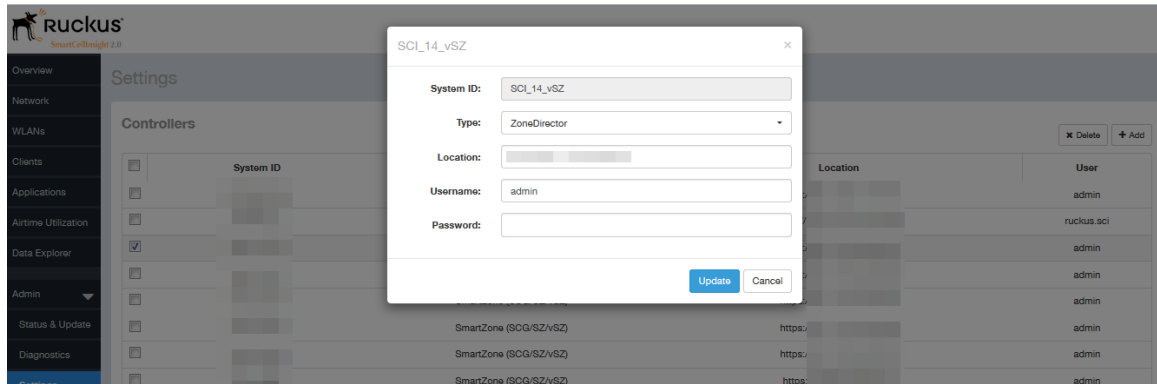 RUCKUS
SmartCellInsight 2.0
Overview
Network
WLANs
Clients
Applications
Airtime Utilization
Data Explorer
Admin
Status & Update
Diagnostics
Settings
Settings
Controllers
✖ Delete
+ Add
System ID
Location
User
admin
ruckus.sci
admin
admin
admin
SmartZone (SCG/SZ/vSZ)
https:/
admin
SmartZone (SCG/SZ/vSZ)
https:/
admin
SmartZone (SCG/SZ/vSZ)
https:
admin
SCI_14_vSZ
×
System ID:
SCI_14_vSZ
Type:
ZoneDirector
Location:
Username:
admin
Password:
Update
Cancel